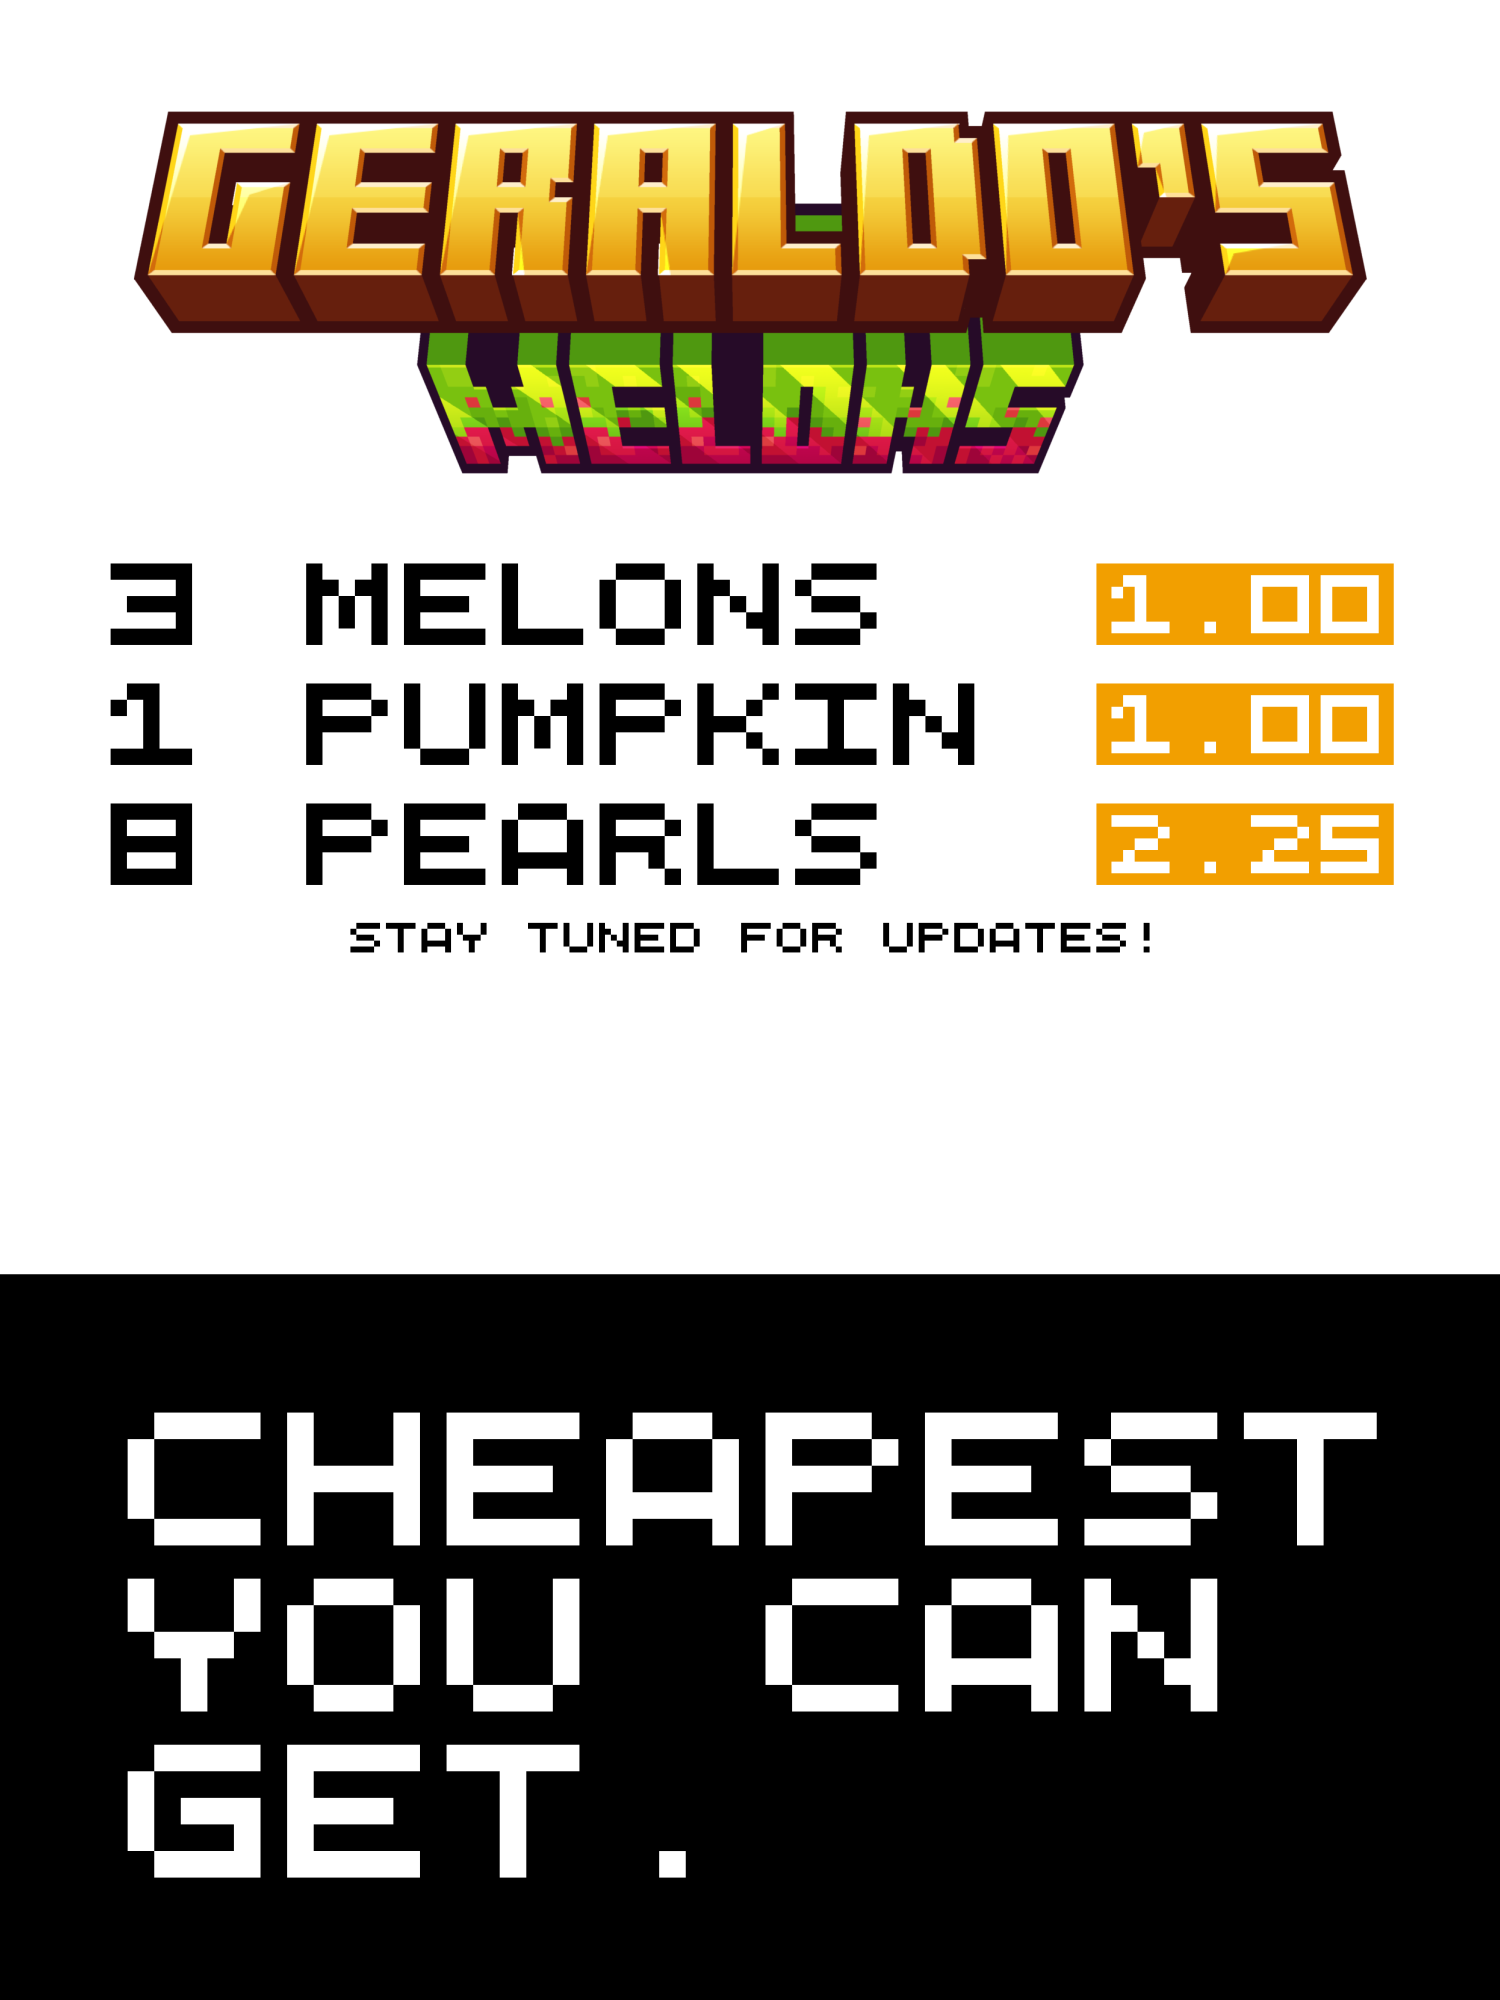 GERALDO'S
MELONS
3 MELONS 1.00
1 PUMPKIN 1.00
8 PEARLS 2.25
STAY TUNED FOR UPDATES!
CHEAPEST
YOU CAN
GET.